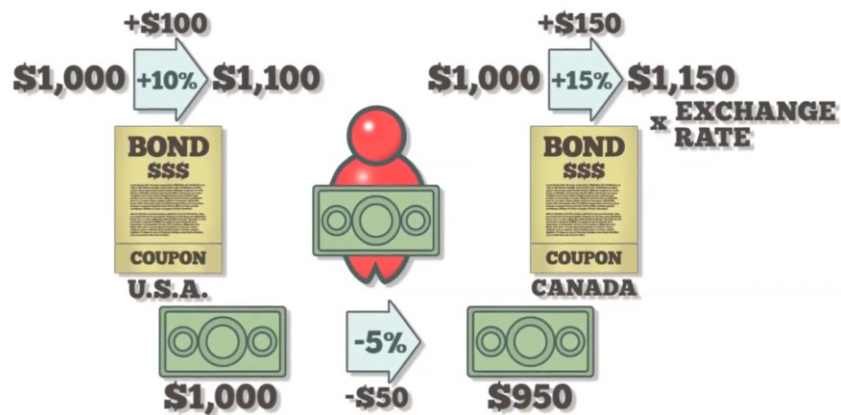 +$100
$1,000 +10% $1,100
BOND
$$$
COUPON
U.S.A.
+$150
$1,000 +15% $1,150
x EXCHANGE
RATE
BOND
$$$
COUPON
CANADA
$1,000
-5%
-$50
$950